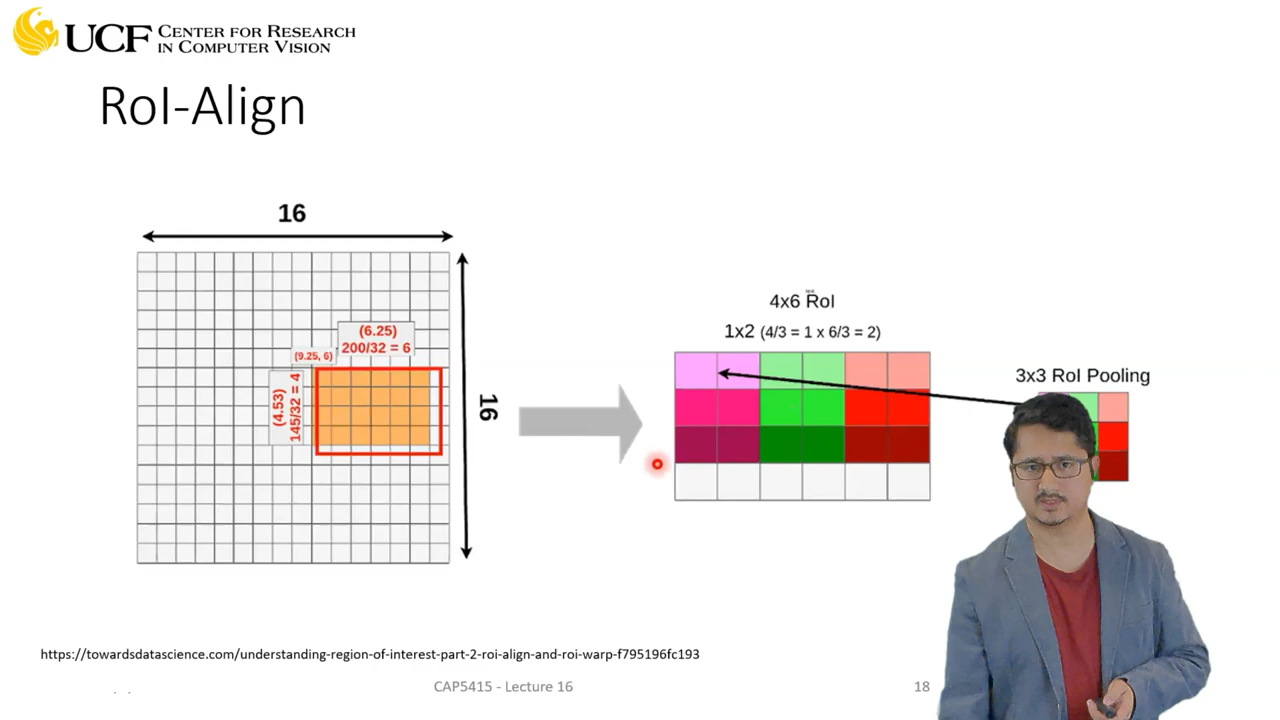 UCF CENTER FOR RESEARCH
IN COMPUTER VISION
RoI-Align
16
16
(6.25)
200/32 = 6
(9.25, 6)
(4.53)
145/32 = 4
4x6 RoI
1x2 (4/3 = 1 x 6/3 = 2)
3x3 RoI Pooling
https://towardsdatascience.com/understanding-region-of-interest-part-2-roi-align-and-roi-warp-f795196fc193
CAP5415 - Lecture 16
18